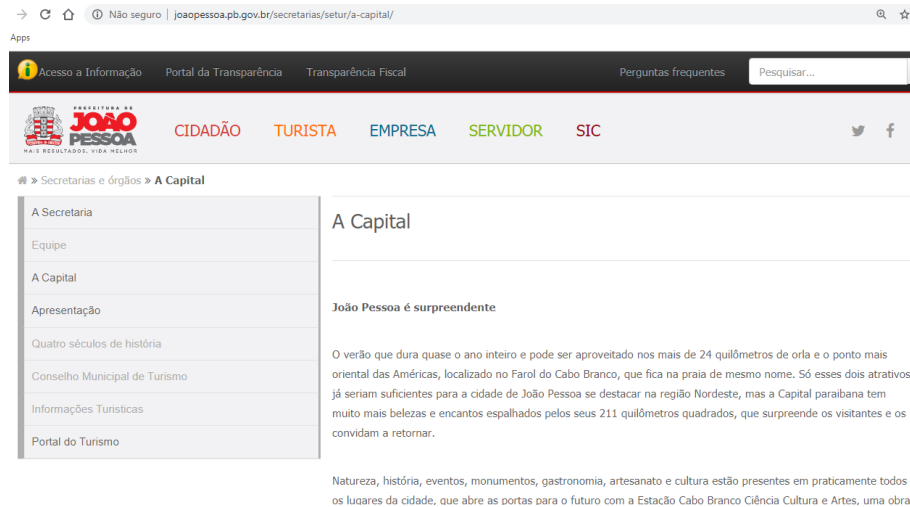 Não seguro | joaopessoa.pb.gov.br/secretarias/setur/a-capital/
Apps
Acesso a Informação Portal da Transparência Transparência Fiscal Perguntas frequentes Pesquisar...
PREFEITURA DE
JOÃO
PESSOA
MAIS RESULTADOS, VIDA MELHOR
CIDADÃO TURISTA EMPRESA SERVIDOR SIC
» Secretarias e órgãos » A Capital
A Secretaria
Equipe
A Capital
Apresentação
Quatro séculos de história
Conselho Municipal de Turismo
Informações Turisticas
Portal do Turismo
A Capital
João Pessoa é surpreendente
O verão que dura quase o ano inteiro e pode ser aproveitado nos mais de 24 quilômetros de orla e o ponto mais
oriental das Américas, localizado no Farol do Cabo Branco, que fica na praia de mesmo nome. Só esses dois atrativos
já seriam suficientes para a cidade de João Pessoa se destacar na região Nordeste, mas a Capital paraibana tem
muito mais belezas e encantos espalhados pelos seus 211 quilômetros quadrados, que surpreende os visitantes e os
convidam a retornar.
Natureza, história, eventos, monumentos, gastronomia, artesanato e cultura estão presentes em praticamente todos
os lugares da cidade, que abre as portas para o futuro com a Estação Cabo Branco Ciência Cultura e Artes, uma obra